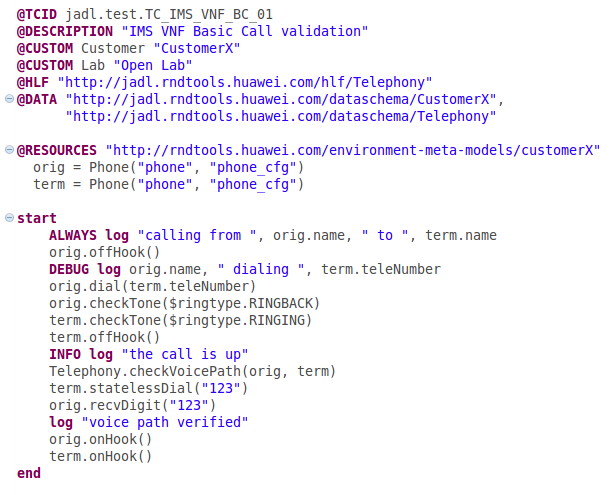 @TCID jadl.test.TC_IMS_VNF_BC_01
@DESCRIPTION "IMS VNF Basic Call validation"
@CUSTOM Customer "CustomerX"
@CUSTOM Lab "Open Lab"
@HLF "http://jadl.rndtools.huawei.com/hlf/Telephony"
@DATA "http://jadl.rndtools.huawei.com/dataschema/CustomerX",
"http://jadl.rndtools.huawei.com/dataschema/Telephony"
@RESOURCES "http://rndtools.huawei.com/environment-meta-models/customerX"
orig = Phone("phone", "phone_cfg")
term = Phone("phone", "phone_cfg")
start
ALWAYS log "calling from ", orig.name, " to ", term.name
orig.offHook()
DEBUG log orig.name, " dialing ", term.teleNumber
orig.dial(term.teleNumber)
orig.checkTone($ringtype.RINGBACK)
term.checkTone($ringtype.RINGING)
term.offHook()
INFO log "the call is up"
Telephony.checkVoicePath(orig, term)
term.statelessDial("123")
orig.recvDigit("123")
log "voice path verified"
orig.onHook()
term.onHook()
end